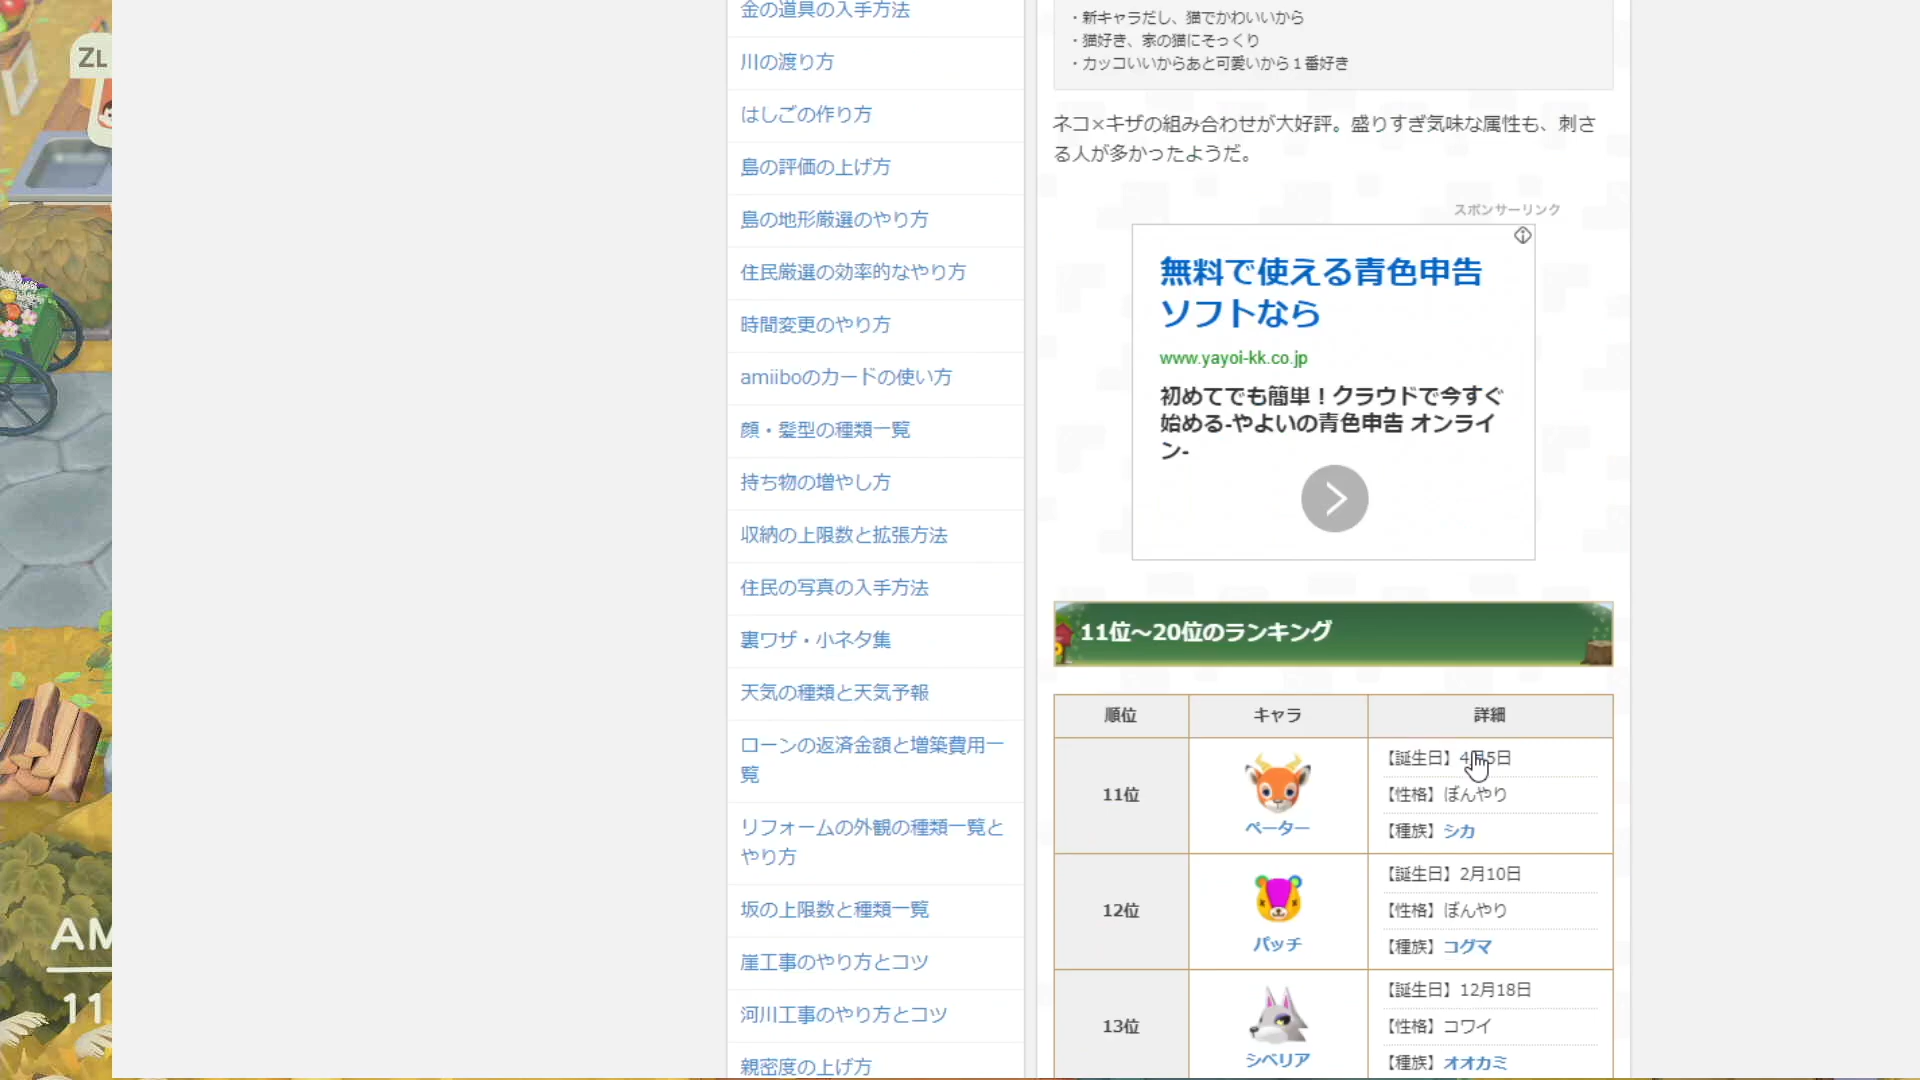 ZL
AM
11
金の道具の入手方法
川の渡り方
はしごの作り方
島の評価の上げ方
島の地形厳選のやり方
住民厳選の効率的なやり方
時間変更のやり方
amiiboのカードの使い方
顔・髪型の種類一覧
持ち物の増やし方
収納の上限数と拡張方法
住民の写真の入手方法
裏ワザ・小ネタ集
天気の種類と天気予報
ローンの返済金額と増築費用一
覧
リフォームの外観の種類一覧と
やり方
坂の上限数と種類一覧
崖工事のやり方とコツ
河川工事のやり方とコツ
親密度の上げ方
・新キャラだし、猫でかわいいから
・猫好き、家の猫にそっくり
・カッコいいからあと可愛いから１番好き
ネコ×キザの組み合わせが大好評。盛りすぎ気味な属性も、刺さ
る人が多かったようだ。
スポンサーリンク
無料で使える青色申告
ソフトなら
www.yayoi-kk.co.jp
初めてでも簡単！クラウドで今すぐ
始める-やよいの青色申告 オンライ
ン-
11位～20位のランキング
順位 キャラ 詳細
11位
ペーター
【誕生日】4月5日
【性格】ぼんやり
【種族】シカ
12位
パッチ
【誕生日】2月10日
【性格】ぼんやり
【種族】コグマ
13位
シベリア
【誕生日】12月18日
【性格】コワイ
【種族】オオカミ